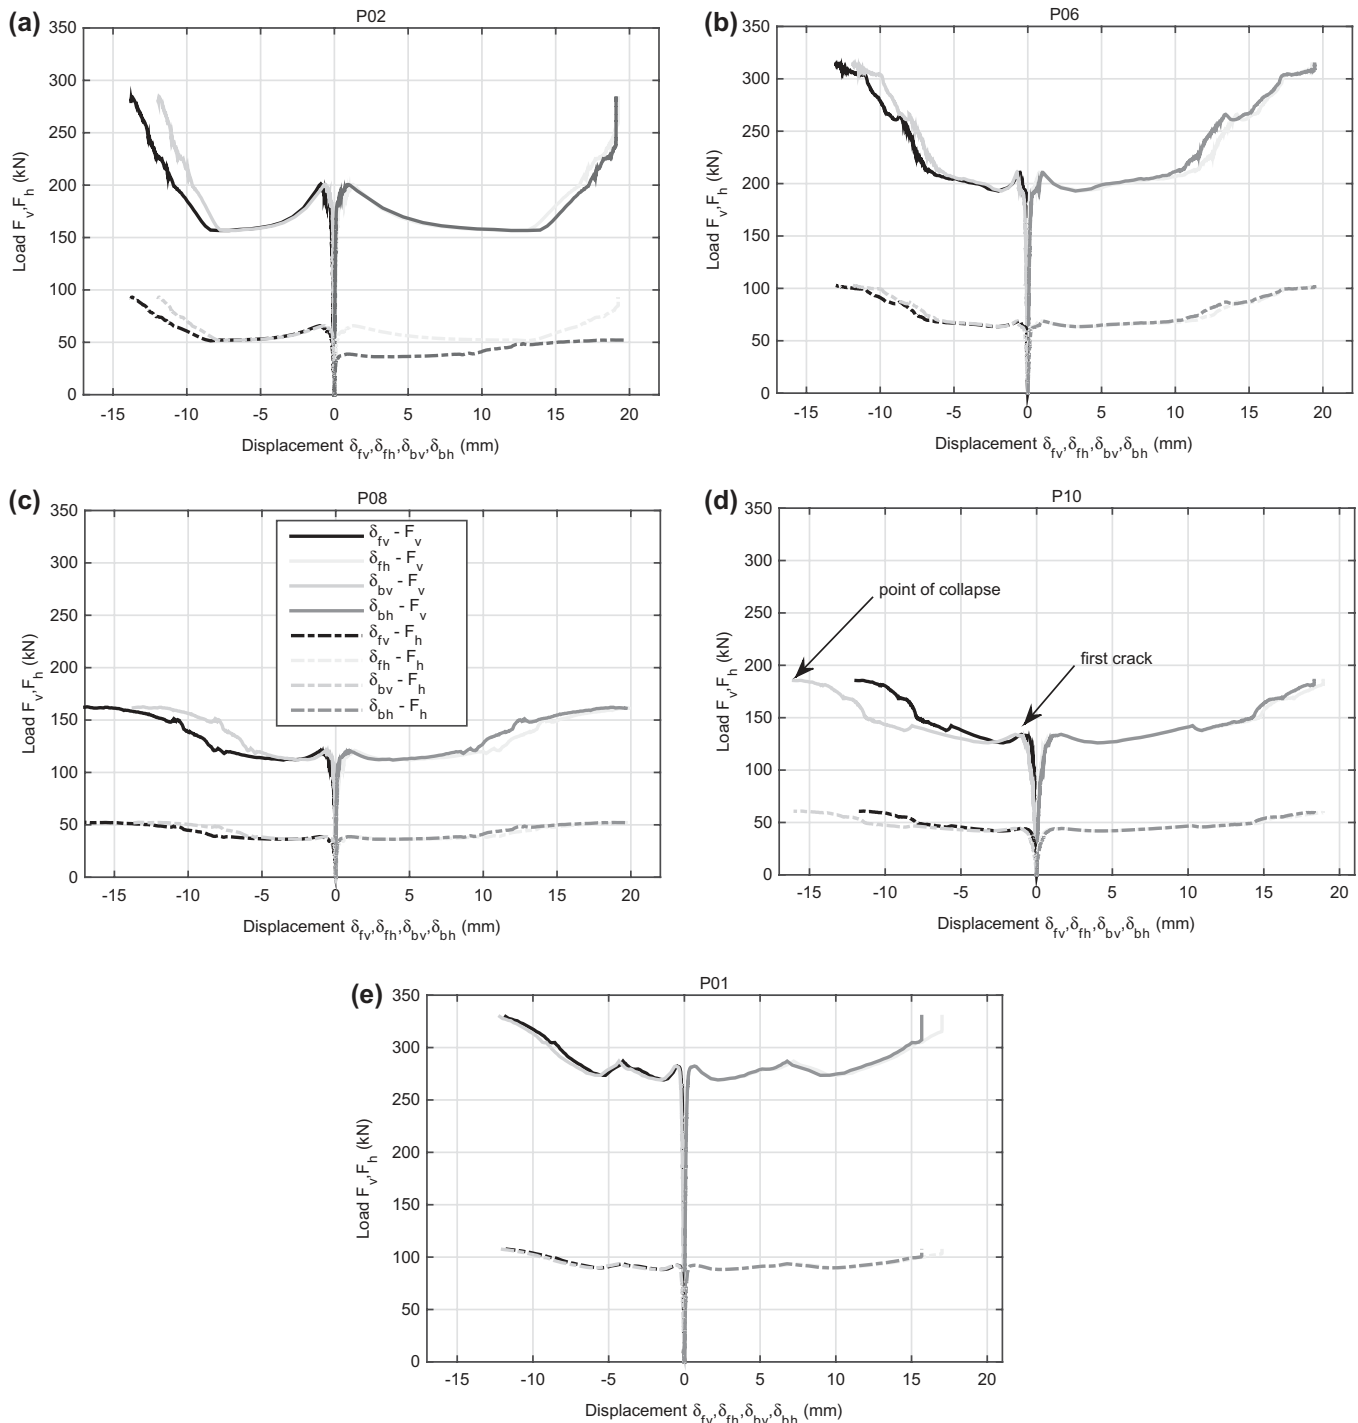 (a)
P02
350
300
250
200
150
100
50
0
Load F_v,F_h (kN)
-15 -10 -5 0 5 10 15 20
Displacement δ_fv,δ_fh,δ_bv,δ_bh (mm)
(b)
P06
350
300
250
200
150
100
50
0
Load F_v,F_h (kN)
-15 -10 -5 0 5 10 15 20
Displacement δ_fv,δ_fh,δ_bv,δ_bh (mm)
(c)
P08
350
300
250
200
150
100
50
0
Load F_v,F_h (kN)
δ_fv - F_v
δ_fh - F_v
δ_bv - F_v
δ_bh - F_v
δ_fv - F_h
δ_fh - F_h
δ_bv - F_h
δ_bh - F_h
-15 -10 -5 0 5 10 15 20
Displacement δ_fv,δ_fh,δ_bv,δ_bh (mm)
(d)
P10
350
300
250
200
150
100
50
0
Load F_v,F_h (kN)
point of collapse
first crack
-15 -10 -5 0 5 10 15 20
Displacement δ_fv,δ_fh,δ_bv,δ_bh (mm)
(e)
P01
350
300
250
200
150
100
50
0
Load F_v,F_h (kN)
-15 -10 -5 0 5 10 15 20
Displacement δ_fv,δ_fh,δ_bv,δ_bh (mm)